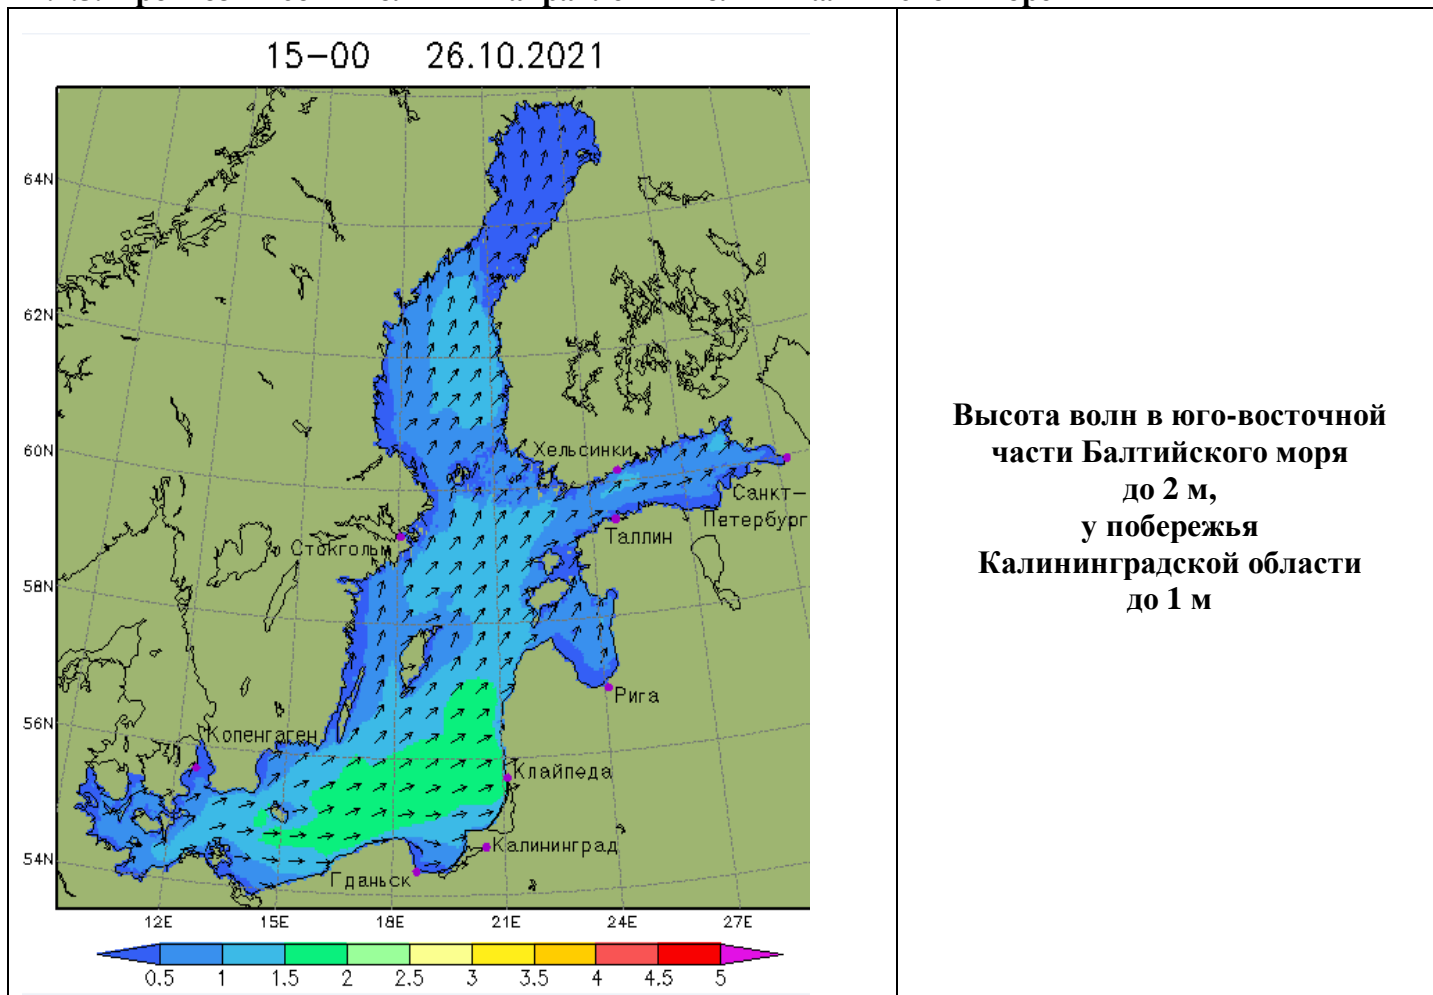 15-00 26.10.2021
64N
62N
60N
58N
56N
54N
12E 15E 18E 21E 24E 27E
Хельсинки
Санкт-
Петербург
Таллин
Стокгольм
Рига
Копенгаген
Клайпеда
Калининград
Гданьск
0.5 1 1.5 2 2.5 3 3.5 4 4.5 5
Высота волн в юго-восточной
части Балтийского моря
до 2 м,
у побережья
Калининградской области
до 1 м